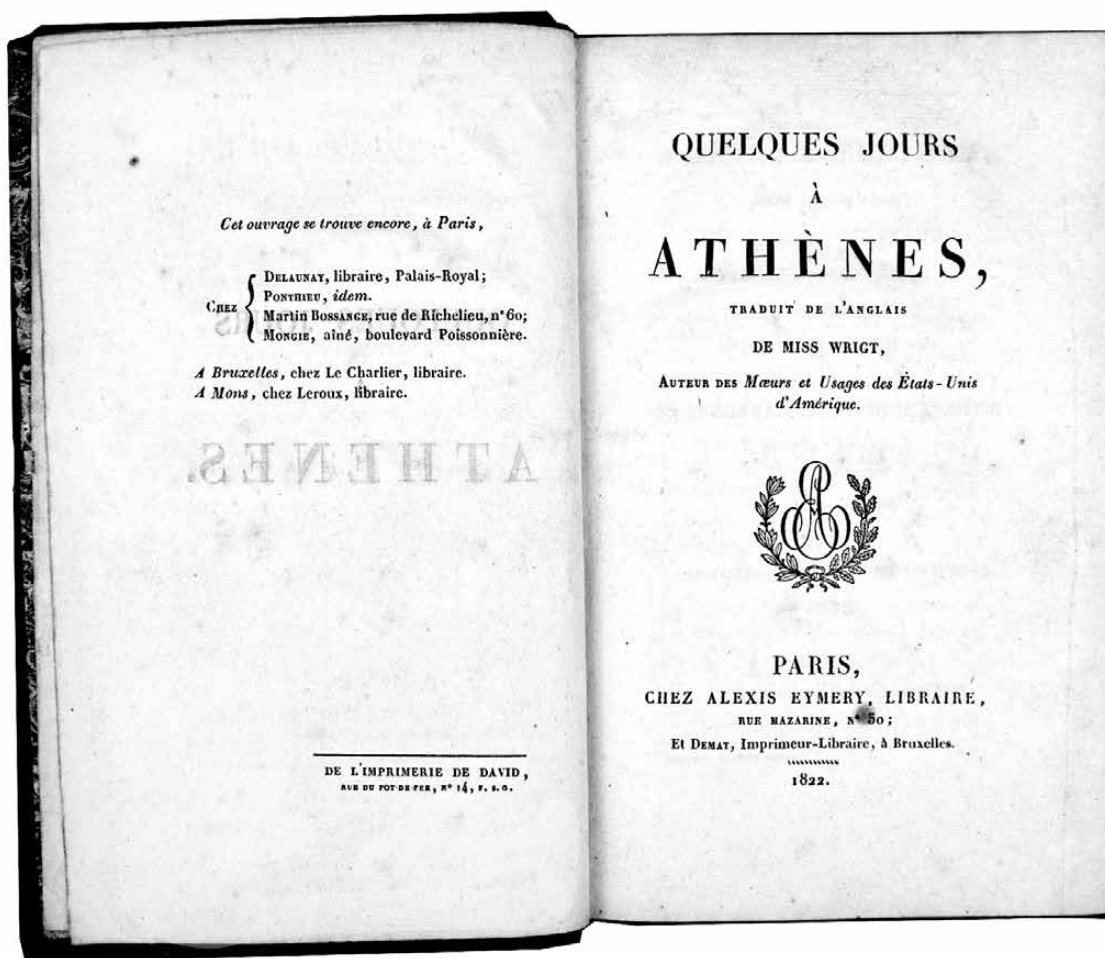 Cet ouvrage se trouve encore, à Paris,
CHEZ
DELAUNAY, libraire, Palais-Royal;
PONTHIEU, idem.
Martin BOSSANGE, rue de Richelieu, n° 60;
MONGIE, aîné, boulevard Poissonnière.
A Bruxelles, chez Le Charlier, libraire.
A Mons, chez Leroux, libraire.
ATHÈNES.
DE L'IMPRIMERIE DE DAVID,
RUE DU POT-DE-FER, N° 14, F. S. G.
QUELQUES JOURS
À
ATHÈNES,
TRADUIT DE L'ANGLAIS
DE MISS WRIGT,
AUTEUR DES Mœurs et Usages des États-Unis
d'Amérique.
PARIS,
CHEZ ALEXIS EYMERY, LIBRAIRE,
RUE MAZARINE, N° 30;
Et DEMAT, Imprimeur-Libraire, à Bruxelles.
1822.